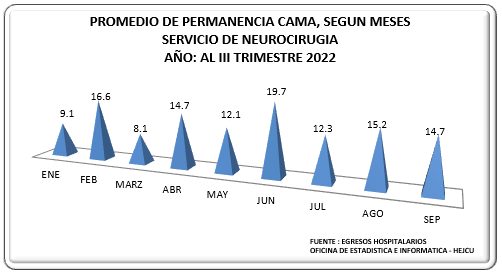 PROMEDIO DE PERMANENCIA CAMA, SEGUN MESES
SERVICIO DE NEUROCIRUGIA
AÑO: AL III TRIMESTRE 2022
9.1
16.6
8.1
14.7
12.1
19.7
12.3
15.2
14.7
ENE
FEB
MARZ
ABR
MAY
JUN
JUL
AGO
SEP
FUENTE : EGRESOS HOSPITALARIOS
OFICINA DE ESTADISTICA E INFORMATICA - HEJCU